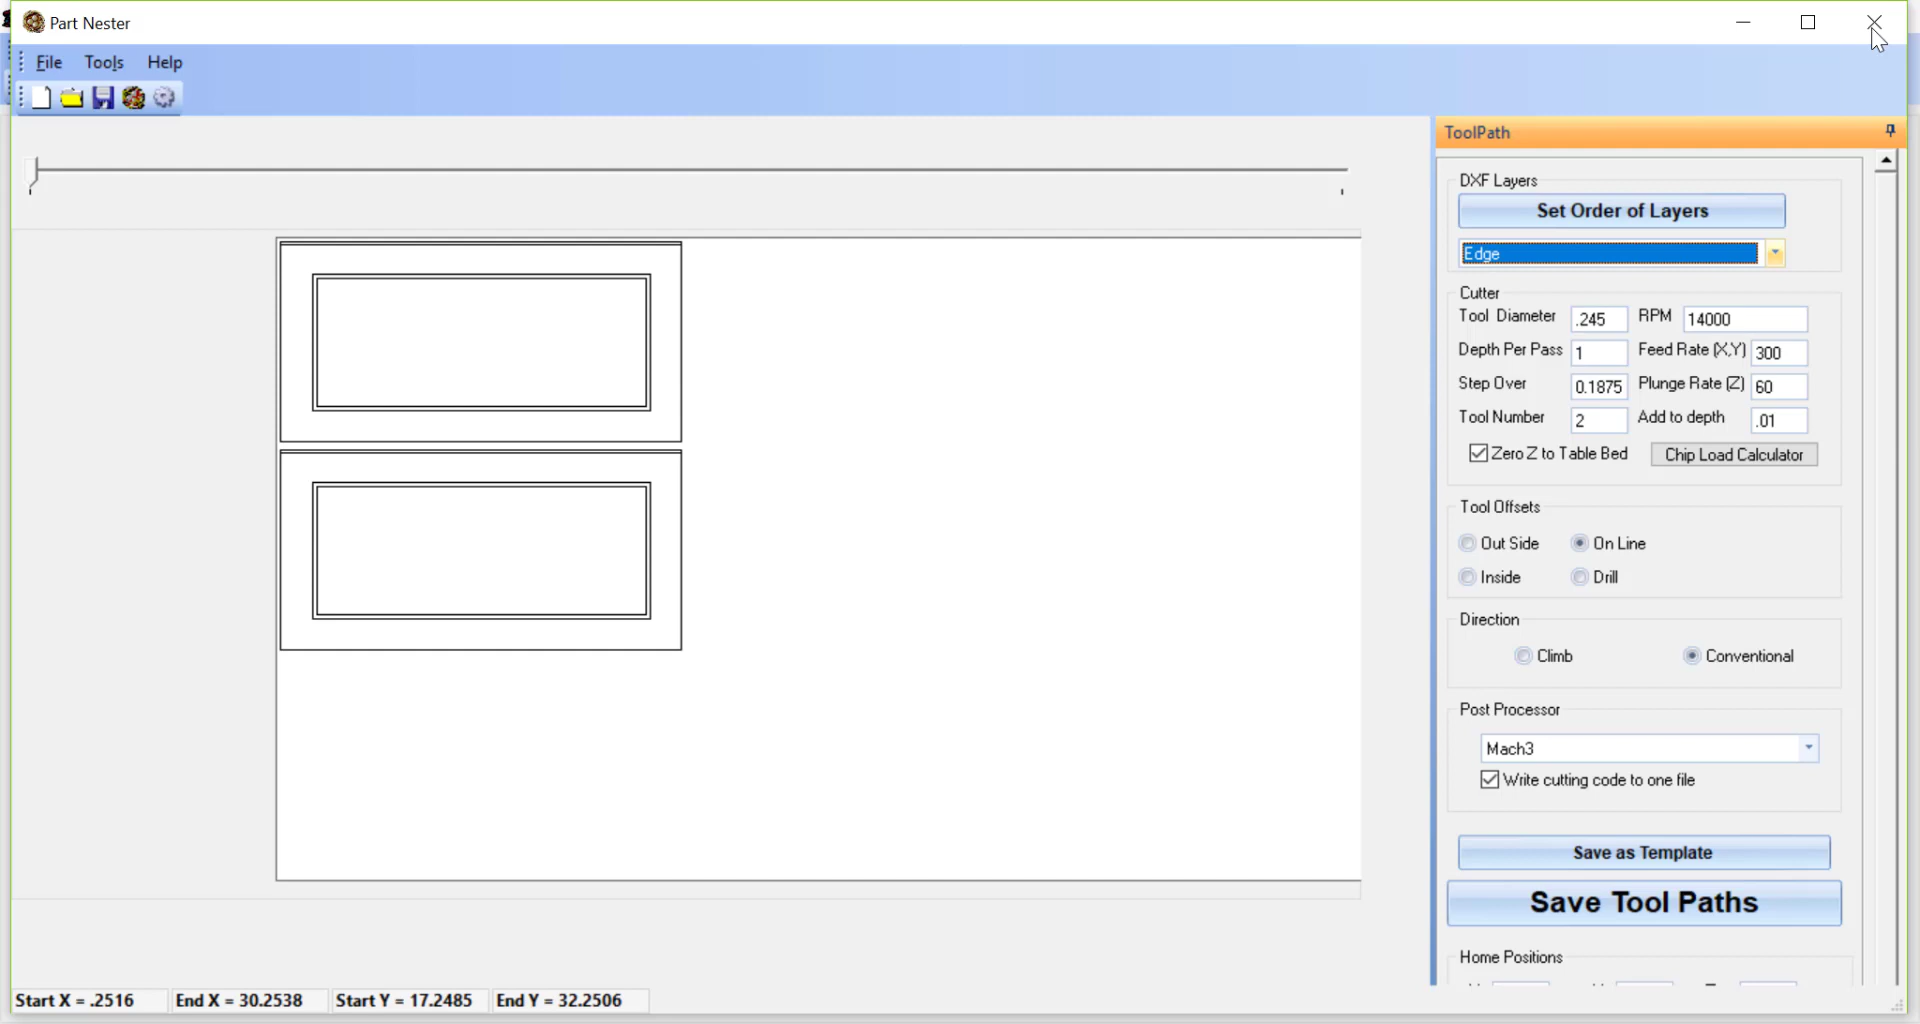 Part Nester
File Tools Help
ToolPath
DXF Layers
Set Order of Layers
Edge
Cutter
Tool Diameter .245 RPM 14000
Depth Per Pass 1 Feed Rate (X,Y) 300
Step Over 0.1875 Plunge Rate (Z) 60
Tool Number 2 Add to depth .01
Zero Z to Table Bed Chip Load Calculator
Tool Offsets
Out Side On Line
Inside Drill
Direction
Climb Conventional
Post Processor
Mach3
Write cutting code to one file
Save as Template
Save Tool Paths
Home Positions
Start X = .2516 End X = 30.2538 Start Y = 17.2485 End Y = 32.2506